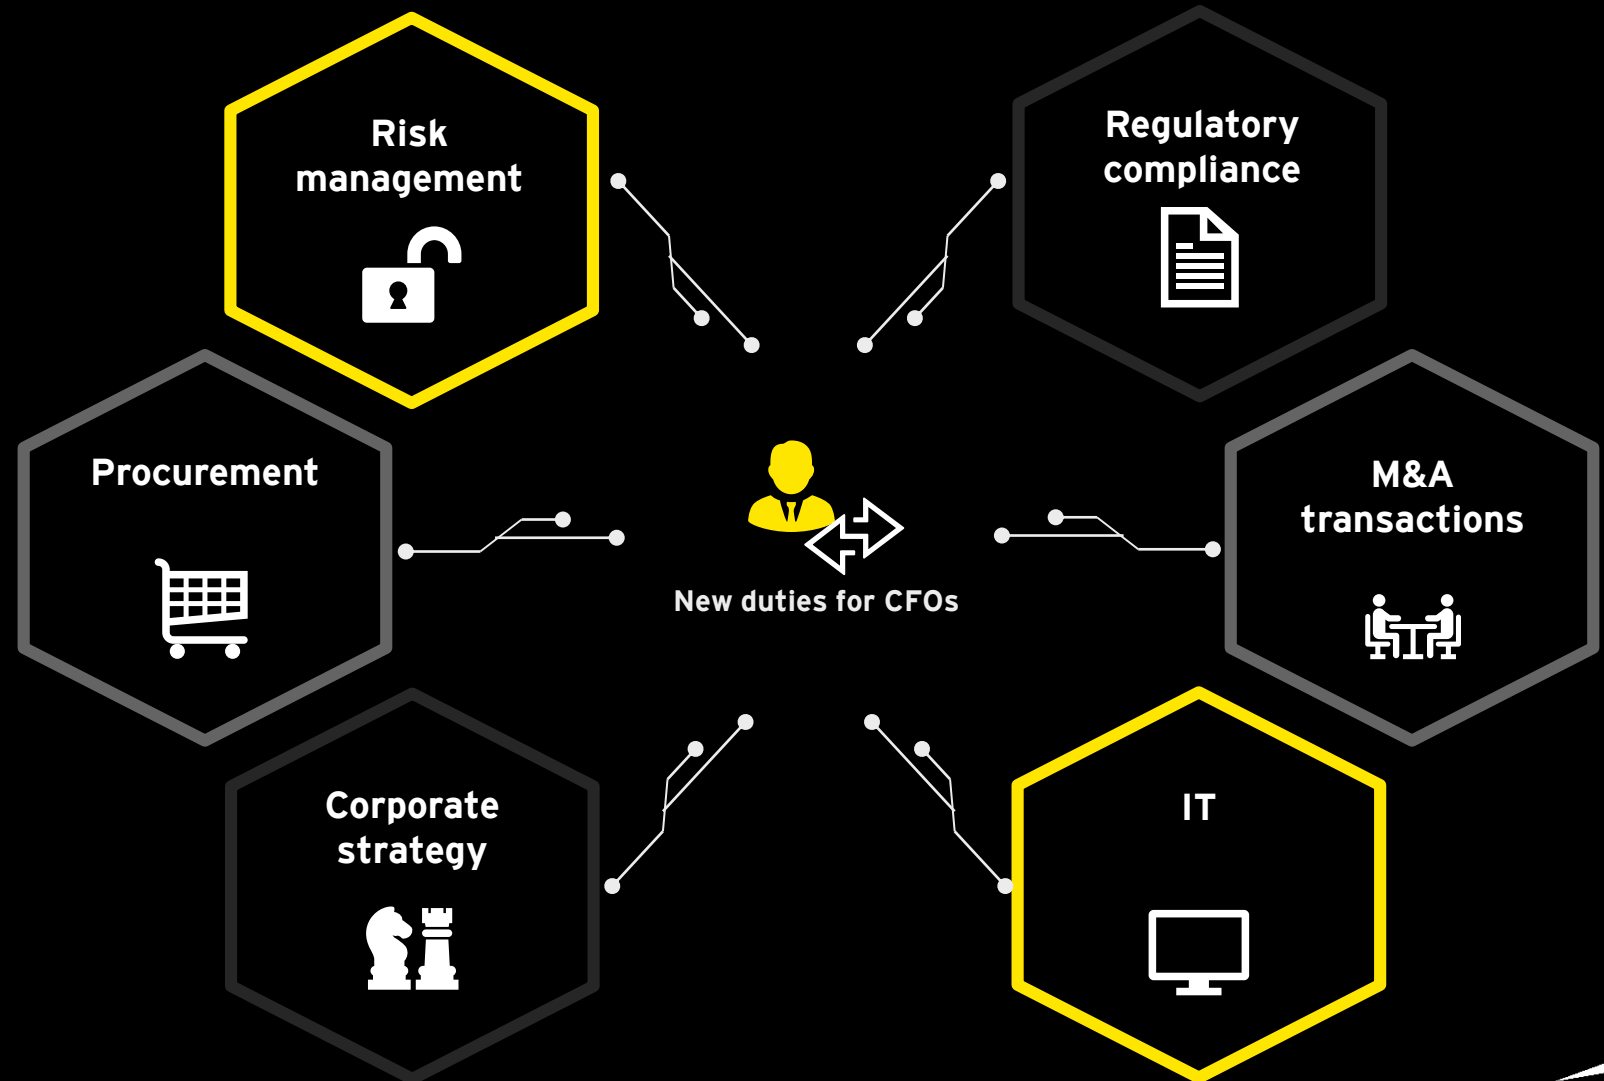 Risk
management
Regulatory
compliance
Procurement
M&A
transactions
New duties for CFOs
Corporate
strategy
IT